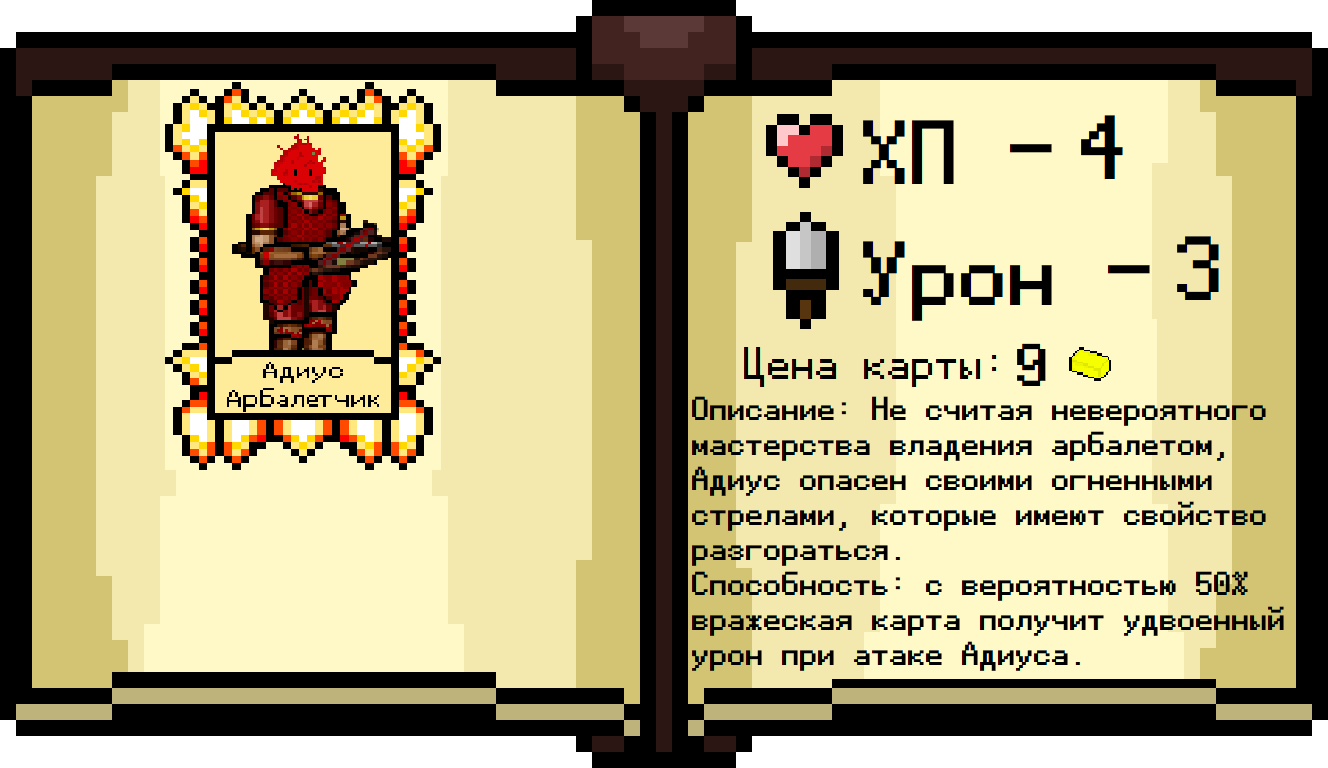 Адиус
Арбалетчик
ХП - 4
Урон - 3
Цена карты: 9
Описание: Не считая невероятного
мастерства владения арбалетом,
Адиус опасен своими огненными
стрелами, которые имеют свойство
разгораться.
Способность: с вероятностью 50%
вражеская карта получит удвоенный
урон при атаке Адиуса.